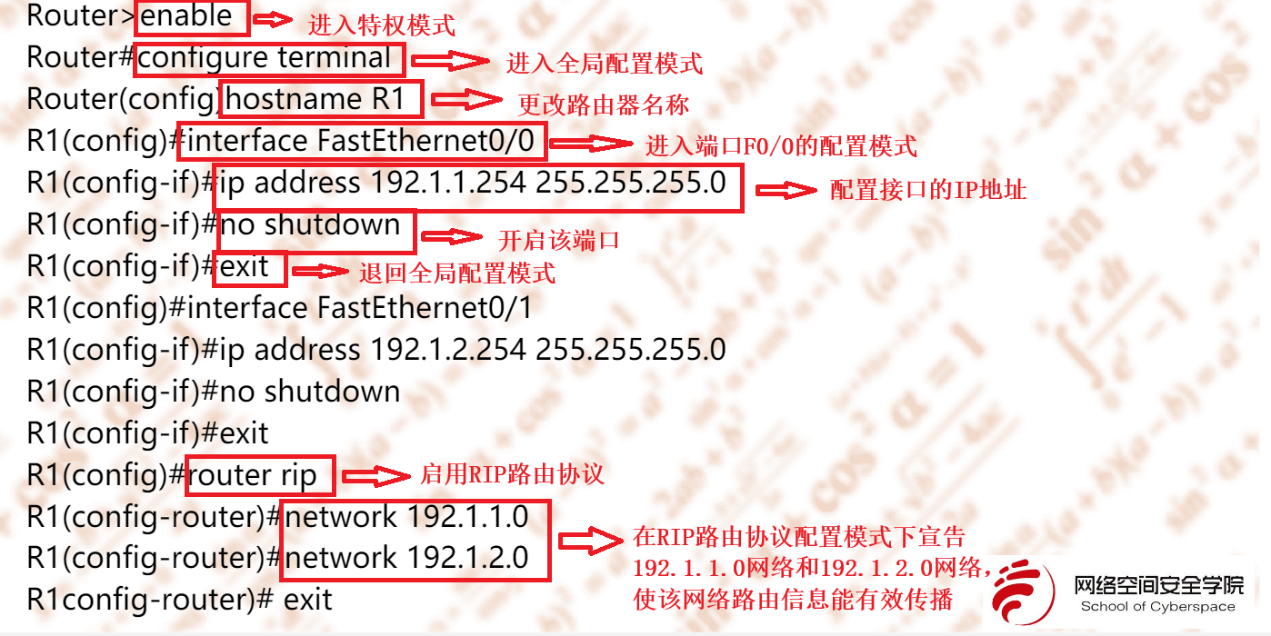 Router>enable 进入特权模式
Router#configure terminal 进入全局配置模式
Router(config)hostname R1 更改路由器名称
R1(config)#interface FastEthernet0/0 进入端口F0/0的配置模式
R1(config-if)#ip address 192.1.1.254 255.255.255.0 配置接口的IP地址
R1(config-if)#no shutdown 开启该端口
R1(config-if)#exit 退回全局配置模式
R1(config)#interface FastEthernet0/1
R1(config-if)#ip address 192.1.2.254 255.255.255.0
R1(config-if)#no shutdown
R1(config-if)#exit
R1(config)#router rip 启用RIP路由协议
R1(config-router)#network 192.1.1.0
R1(config-router)#network 192.1.2.0
R1config-router)# exit
在RIP路由协议配置模式下宣告
192.1.1.0网络和192.1.2.0网络，
使该网络路由信息能有效传播
网络空间安全学院
School of Cyberspace